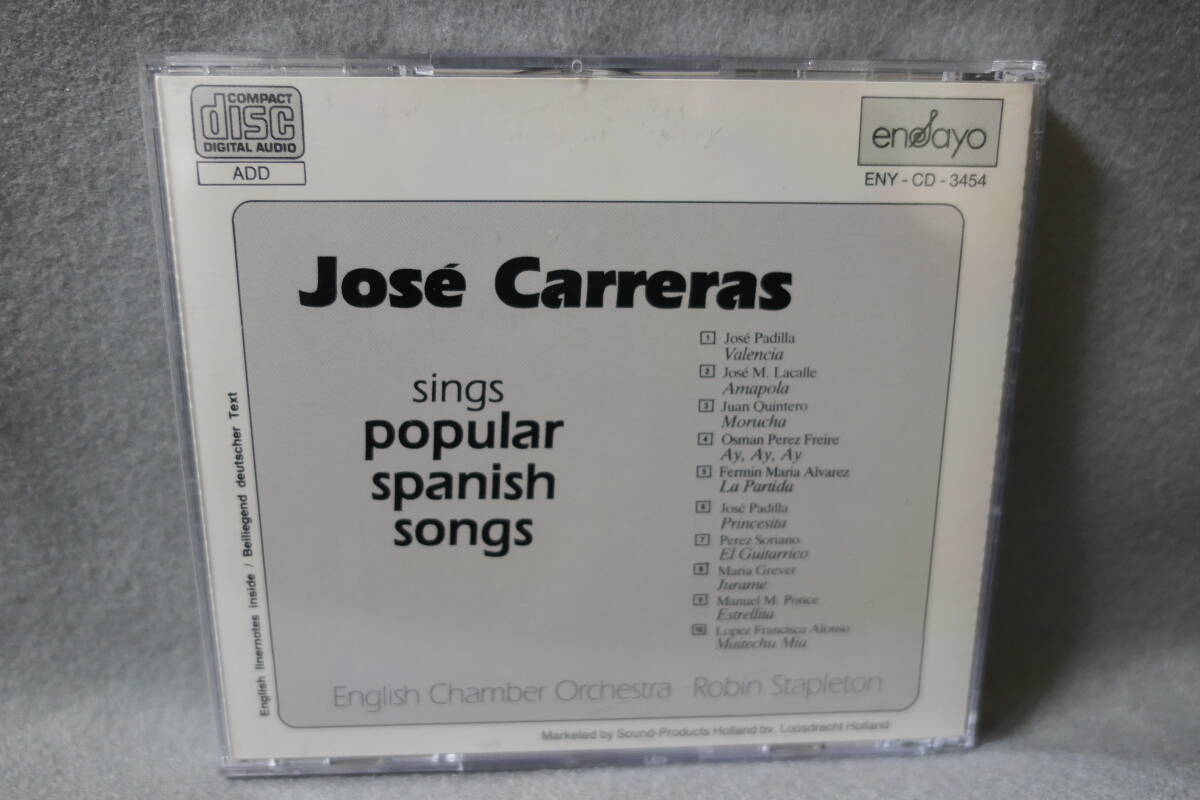 COMPACT
disc
DIGITAL AUDIO
ADD
ensayo
ENY - CD - 3454
José Carreras
sings
popular
spanish
songs
1 José Padilla
Valencia
2 José M. Lacalle
Amapola
3 Juan Quintero
Morucha
4 Osman Perez Freire
Ay, Ay, Ay
5 Fermin Maria Alvarez
La Partida
6 José Padilla
Princesita
7 Perez Soriano
El Guitarrico
8 Maria Grever
Jurame
9 Manuel M. Ponce
Estrellita
10 Lopez Francisca Alonso
Maitechu Mia
English Chamber Orchestra Robin Stapleton
English linernotes inside / Beiliegend deutscher Text
Marketed by Sound-Products Holland bv. Loosdrecht Holland